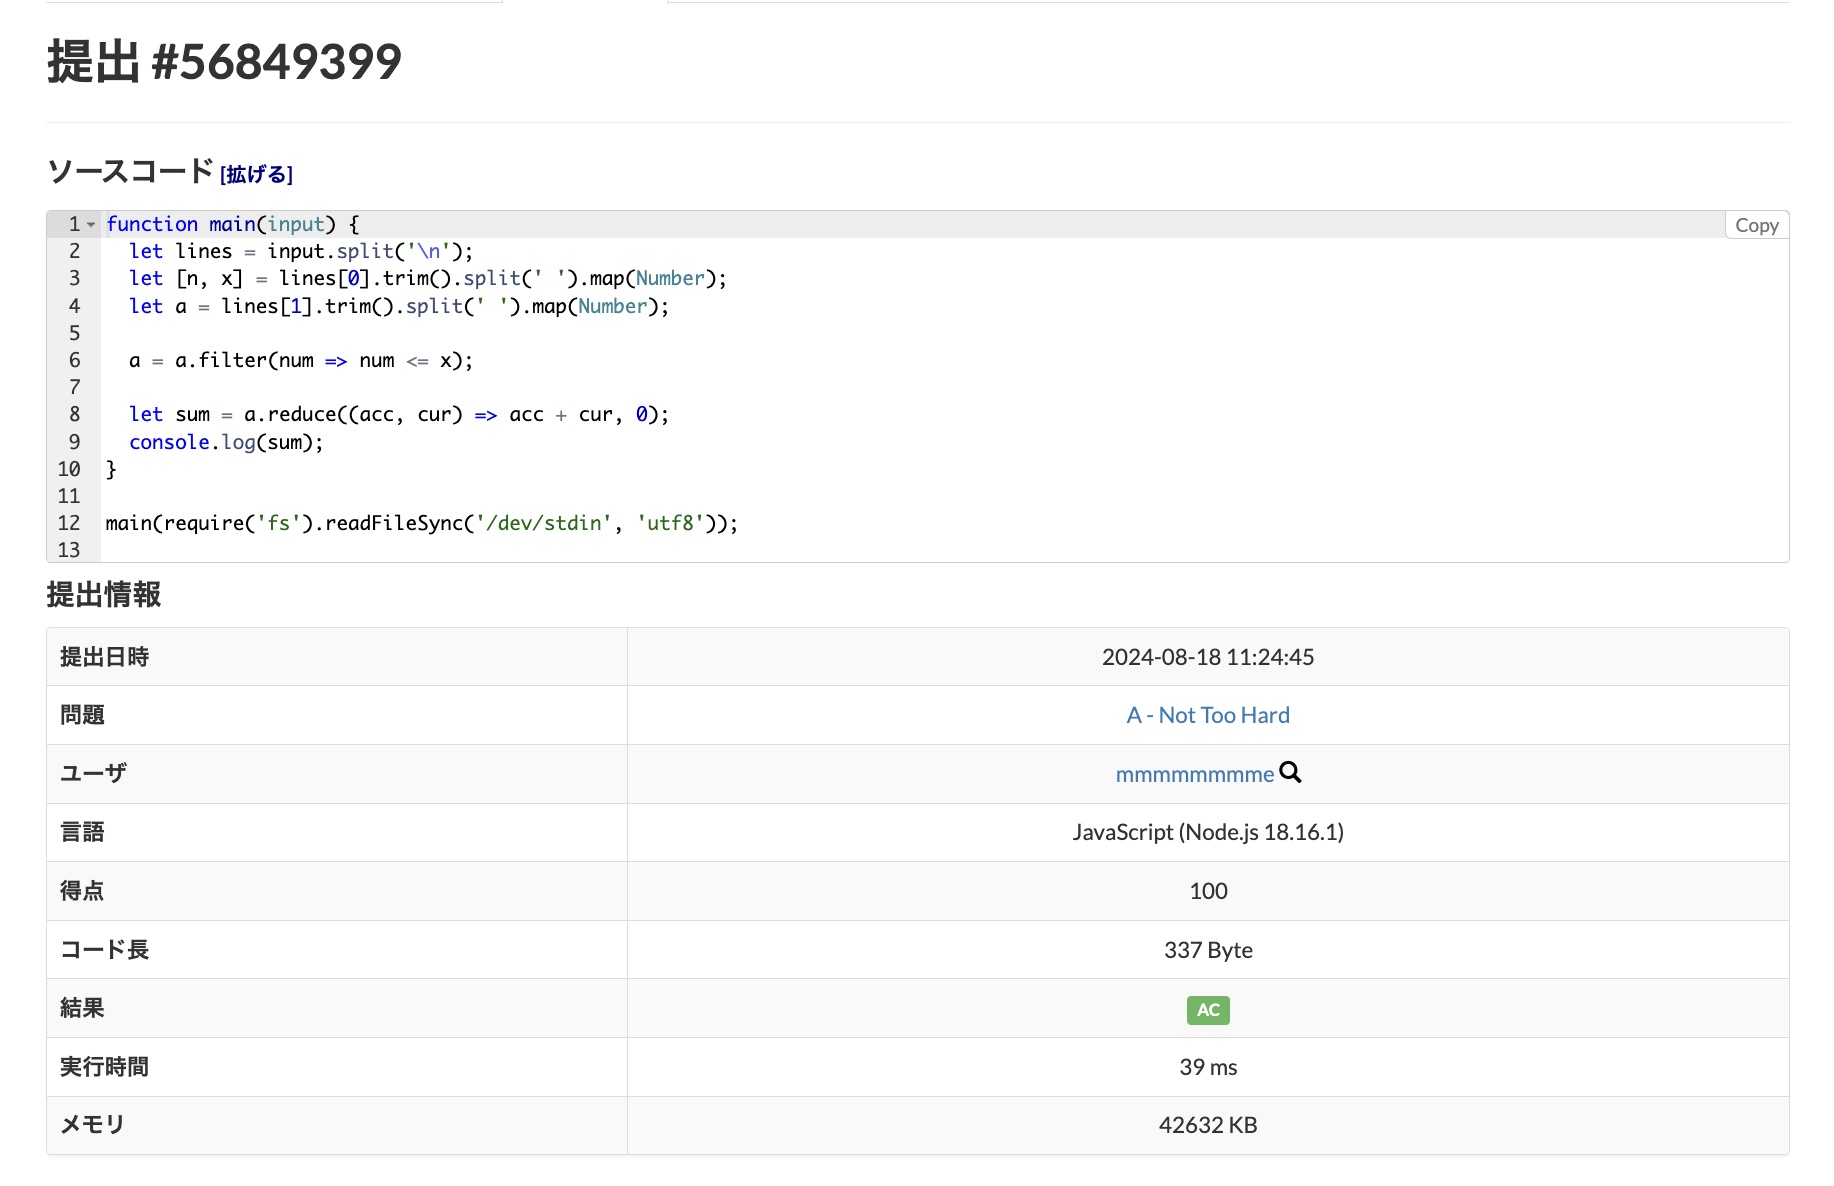 提出 #56849399
ソースコード [拡げる]
Copy
1 function main(input) {
2 let lines = input.split('\n');
3 let [n, x] = lines[0].trim().split(' ').map(Number);
4 let a = lines[1].trim().split(' ').map(Number);
5
6 a = a.filter(num => num <= x);
7
8 let sum = a.reduce((acc, cur) => acc + cur, 0);
9 console.log(sum);
10 }
11
12 main(require('fs').readFileSync('/dev/stdin', 'utf8'));
13
提出情報
提出日時 2024-08-18 11:24:45
問題 A - Not Too Hard
ユーザ mmmmmmmme
言語 JavaScript (Node.js 18.16.1)
得点 100
コード長 337 Byte
結果 AC
実行時間 39 ms
メモリ 42632 KB